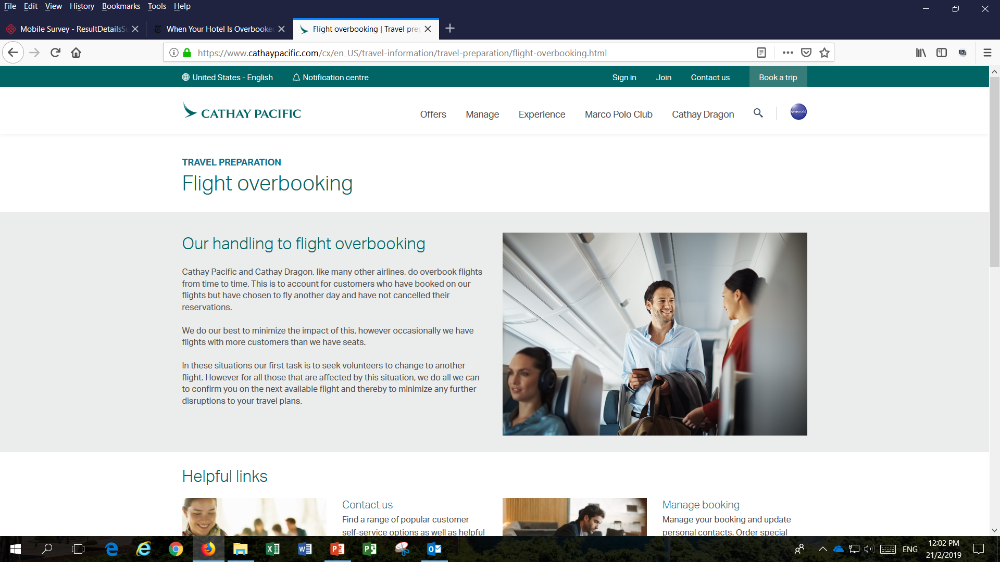 File Edit View History Bookmarks Tools Help
Mobile Survey - ResultDetailsS
When Your Hotel Is Overbooke
Flight overbooking | Travel prep
https://www.cathaypacific.com/cx/en_US/travel-information/travel-preparation/flight-overbooking.html
United States - English
Notification centre
Sign in
Join
Contact us
Book a trip
CATHAY PACIFIC
Offers
Manage
Experience
Marco Polo Club
Cathay Dragon
oneworld
TRAVEL PREPARATION
Flight overbooking
Our handling to flight overbooking
Cathay Pacific and Cathay Dragon, like many other airlines, do overbook flights
from time to time. This is to account for customers who have booked on our
flights but have chosen to fly another day and have not cancelled their
reservations.
We do our best to minimize the impact of this, however occasionally we have
flights with more customers than we have seats.
In these situations our first task is to seek volunteers to change to another
flight. However for all those that are affected by this situation, we do all we can
to confirm you on the next available flight and thereby to minimize any further
disruptions to your travel plans.
Helpful links
Contact us
Find a range of popular customer
self-service options as well as helpful
Manage booking
Manage your booking and update
personal contacts. Order special
ENG
12:02 PM
21/2/2019